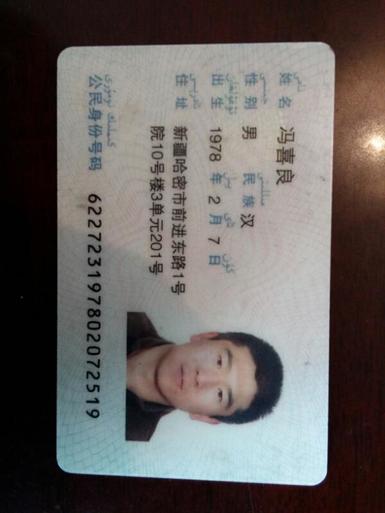 姓名 冯喜良
性别 男 民族 汉
出生 1978 年 2 月 7 日
住址 新疆哈密市前进东路1号
院10号楼3单元201号
公民身份号码 622723197802072519